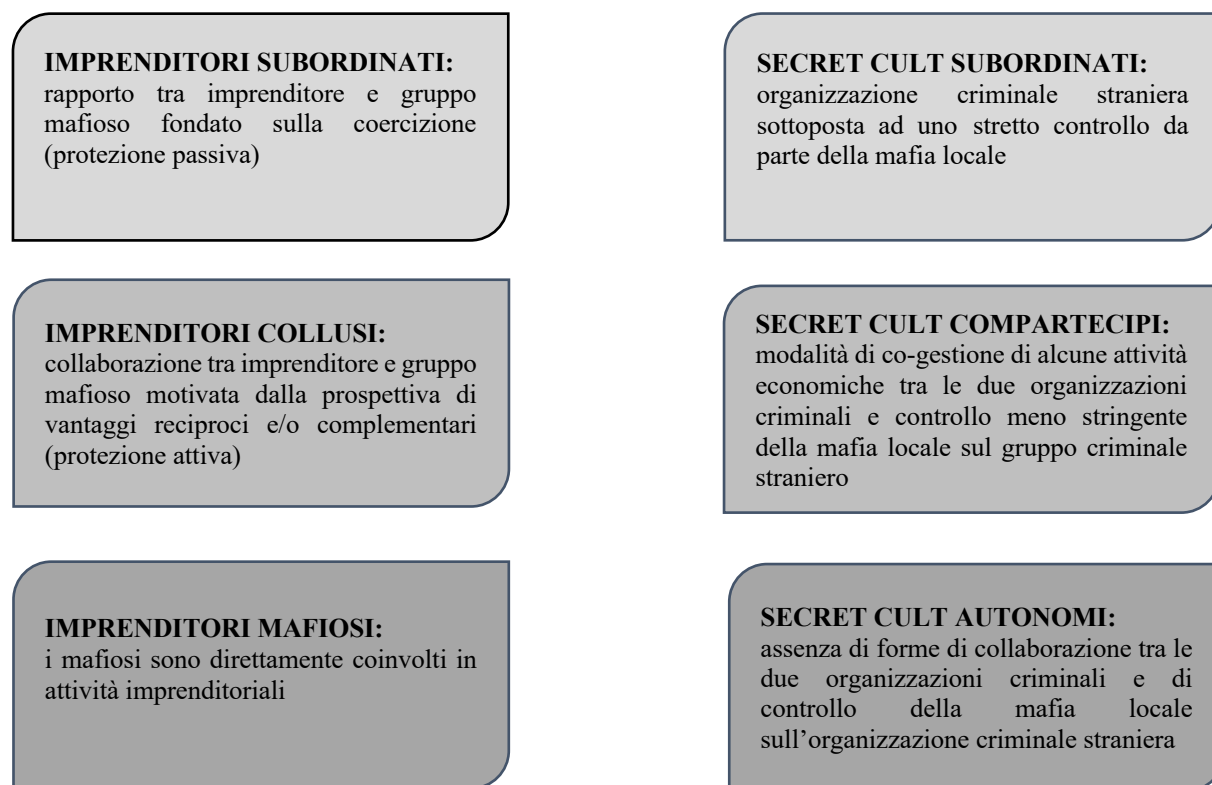 IMPRENDITORI SUBORDINATI:
rapporto tra imprenditore e gruppo
mafioso fondato sulla coercizione
(protezione passiva)
SECRET CULT SUBORDINATI:
organizzazione criminale straniera
sottoposta ad uno stretto controllo da
parte della mafia locale
IMPRENDITORI COLLUSI:
collaborazione tra imprenditore e gruppo
mafioso motivata dalla prospettiva di
vantaggi reciproci e/o complementari
(protezione attiva)
SECRET CULT COMPARTECIPI:
modalità di co-gestione di alcune attività
economiche tra le due organizzazioni
criminali e controllo meno stringente
della mafia locale sul gruppo criminale
straniero
IMPRENDITORI MAFIOSI:
i mafiosi sono direttamente coinvolti in
attività imprenditoriali
SECRET CULT AUTONOMI:
assenza di forme di collaborazione tra le
due organizzazioni criminali e di
controllo della mafia locale
sull’organizzazione criminale straniera